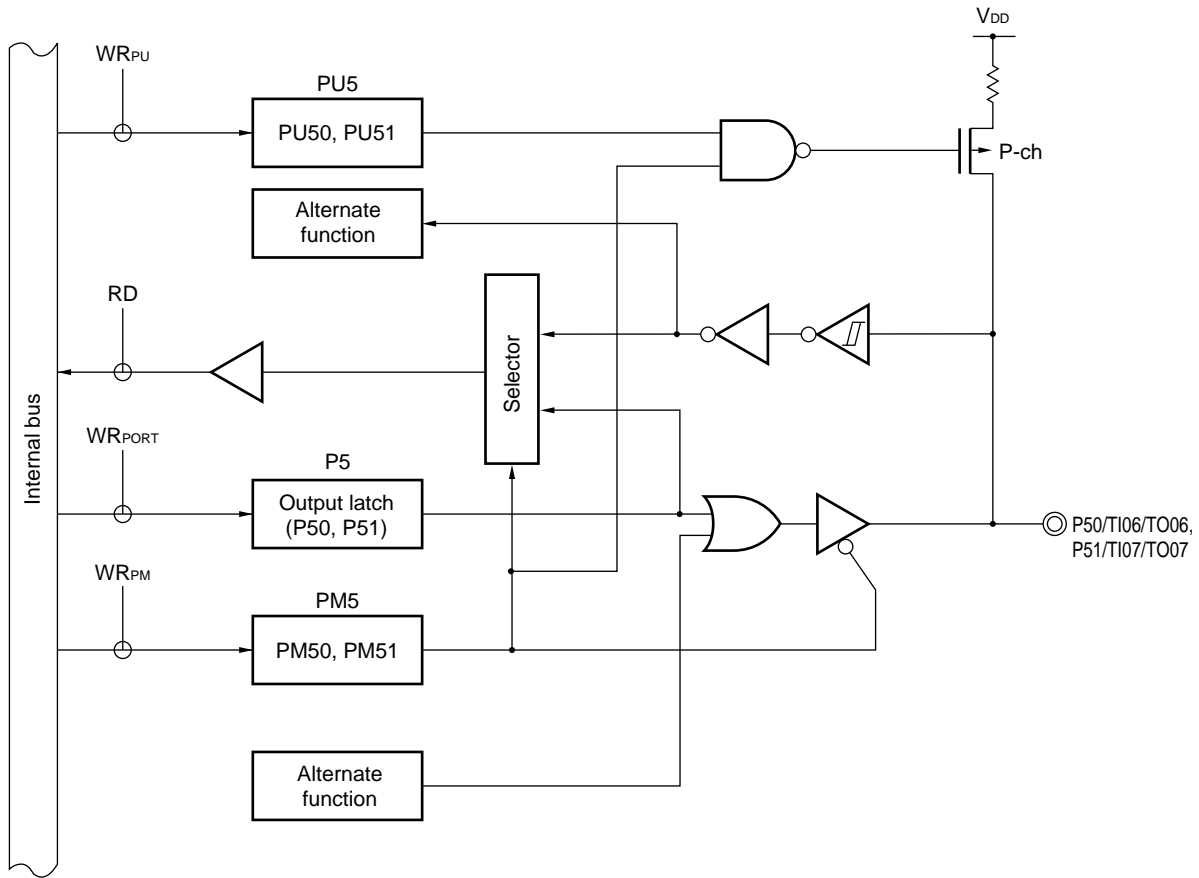 VDD
WRPU
PU5
PU50, PU51
P-ch
Alternate
function
RD
Selector
Internal bus
WRPORT
P5
Output latch
(P50, P51)
P50/TI06/TO06,
P51/TI07/TO07
WRPM
PM5
PM50, PM51
Alternate
function